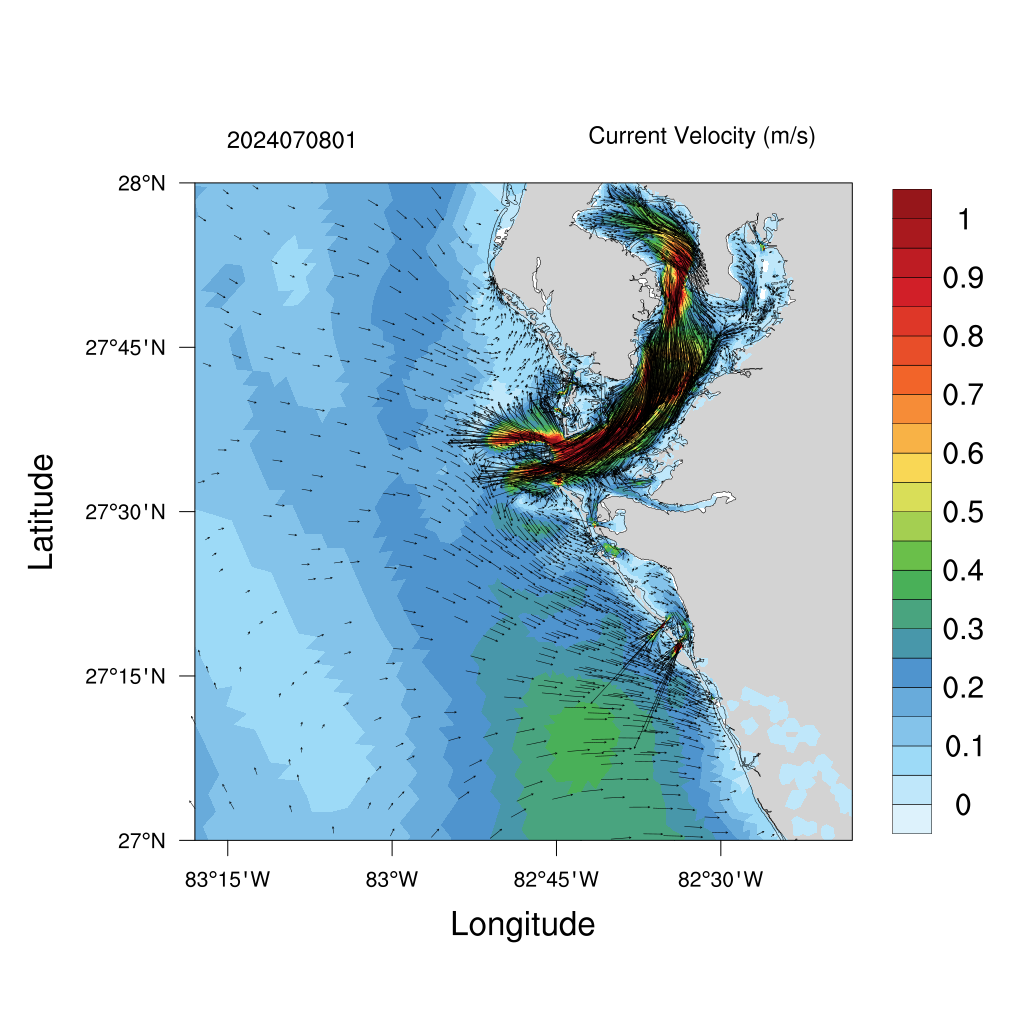 2024070801
Current Velocity (m/s)
28°N
27°45'N
27°30'N
27°15'N
27°N
Latitude
83°15'W
83°W
82°45'W
82°30'W
Longitude
1
0.9
0.8
0.7
0.6
0.5
0.4
0.3
0.2
0.1
0